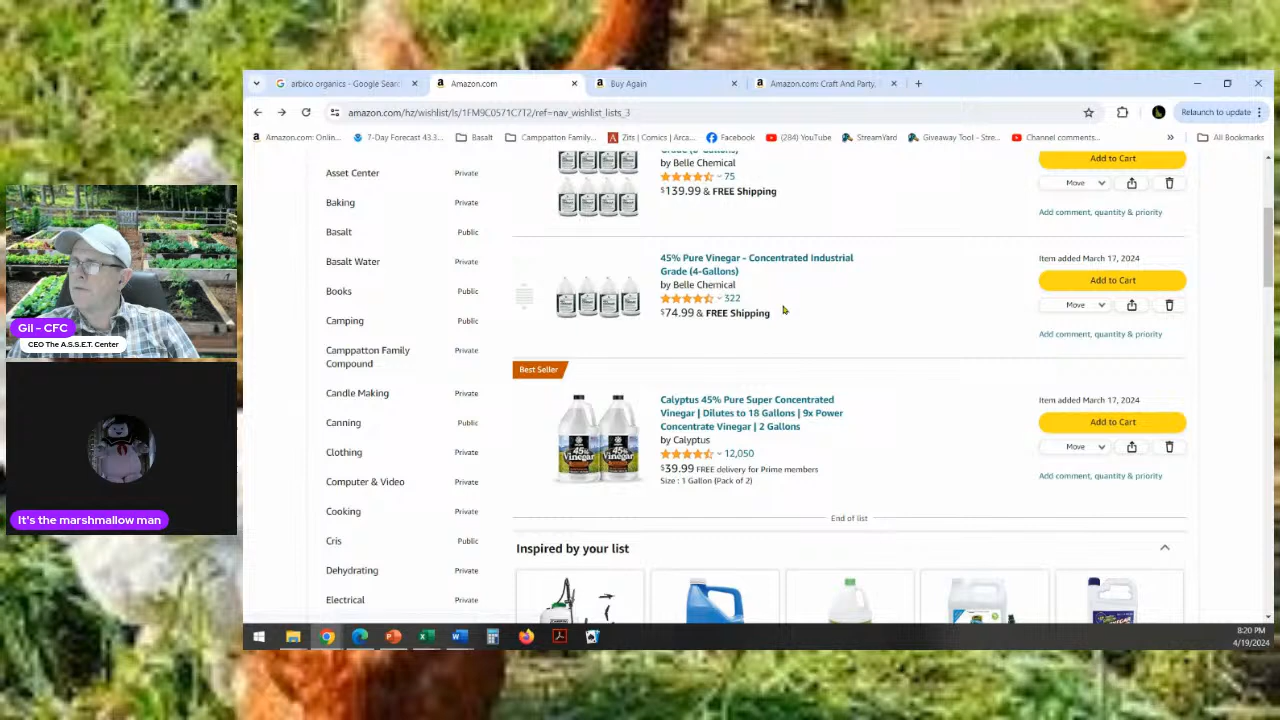 arbico organics - Google Searc
Amazon.com
Buy Again
Amazon.com: Craft And Party,
amazon.com/hz/wishlist/ls/1FM9C0571C7T2/ref=nav_wishlist_lists_3
Relaunch to update
Amazon.com: Onlin...
7-Day Forecast 43.3...
Basalt
Camppatton Family...
Zits | Comics | Arca...
Facebook
(284) YouTube
StreamYard
Giveaway Tool - Stre...
Channel comments...
All Bookmarks
Asset Center Private
Baking Private
Basalt Public
Basalt Water Private
Books Private
Camping Public
Camppatton Family Private
Compound
Candle Making Private
Canning Public
Clothing Private
Computer & Video Private
Cooking Private
Cris Public
Dehydrating Private
Electrical Private
by Belle Chemical
75
$139.99 & FREE Shipping
Add to Cart
Move
Add comment, quantity & priority
45% Pure Vinegar - Concentrated Industrial
Grade (4-Gallons)
by Belle Chemical
322
$74.99 & FREE Shipping
Item added March 17, 2024
Add to Cart
Move
Add comment, quantity & priority
Best Seller
45%
Vinegar
45%
Vinegar
Calyptus 45% Pure Super Concentrated
Vinegar | Dilutes to 18 Gallons | 9x Power
Concentrate Vinegar | 2 Gallons
by Calyptus
12,050
$39.99 FREE delivery for Prime members
Size : 1 Gallon (Pack of 2)
Item added March 17, 2024
Add to Cart
Move
Add comment, quantity & priority
End of list
Inspired by your list
8:20 PM
4/19/2024
Gil - CFC
CEO The A.S.S.E.T. Center
It's the marshmallow man